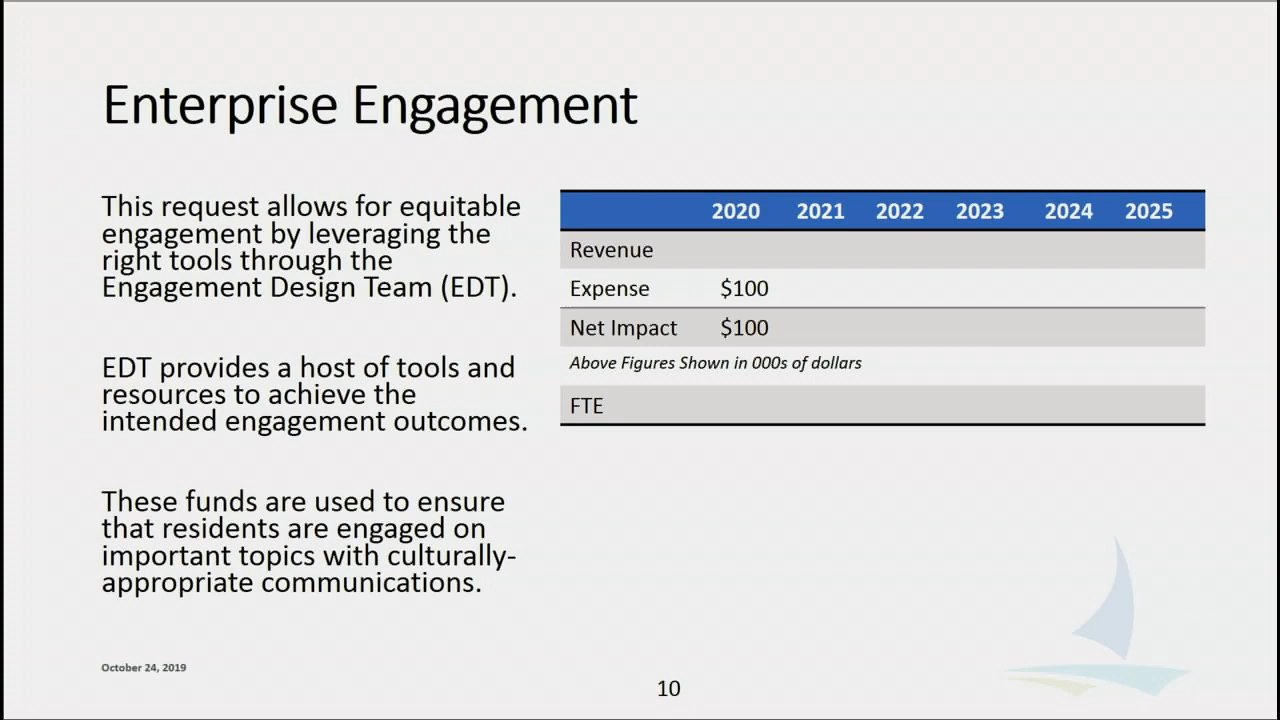 Enterprise Engagement
This request allows for equitable
engagement by leveraging the
right tools through the
Engagement Design Team (EDT).
EDT provides a host of tools and
resources to achieve the
intended engagement outcomes.
These funds are used to ensure
that residents are engaged on
important topics with culturally-
appropriate communications.
2020 2021 2022 2023 2024 2025
Revenue
Expense $100
Net Impact $100
Above Figures Shown in 000s of dollars
FTE
October 24, 2019
10